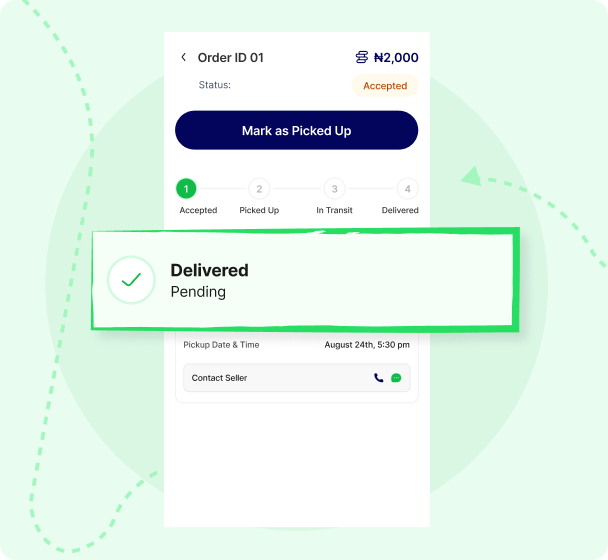 Order ID 01 ₦2,000
Status: Accepted
Mark as Picked Up
1 2 3 4
Accepted Picked Up In Transit Delivered
Delivered
Pending
Pickup Date & Time August 24th, 5:30 pm
Contact Seller